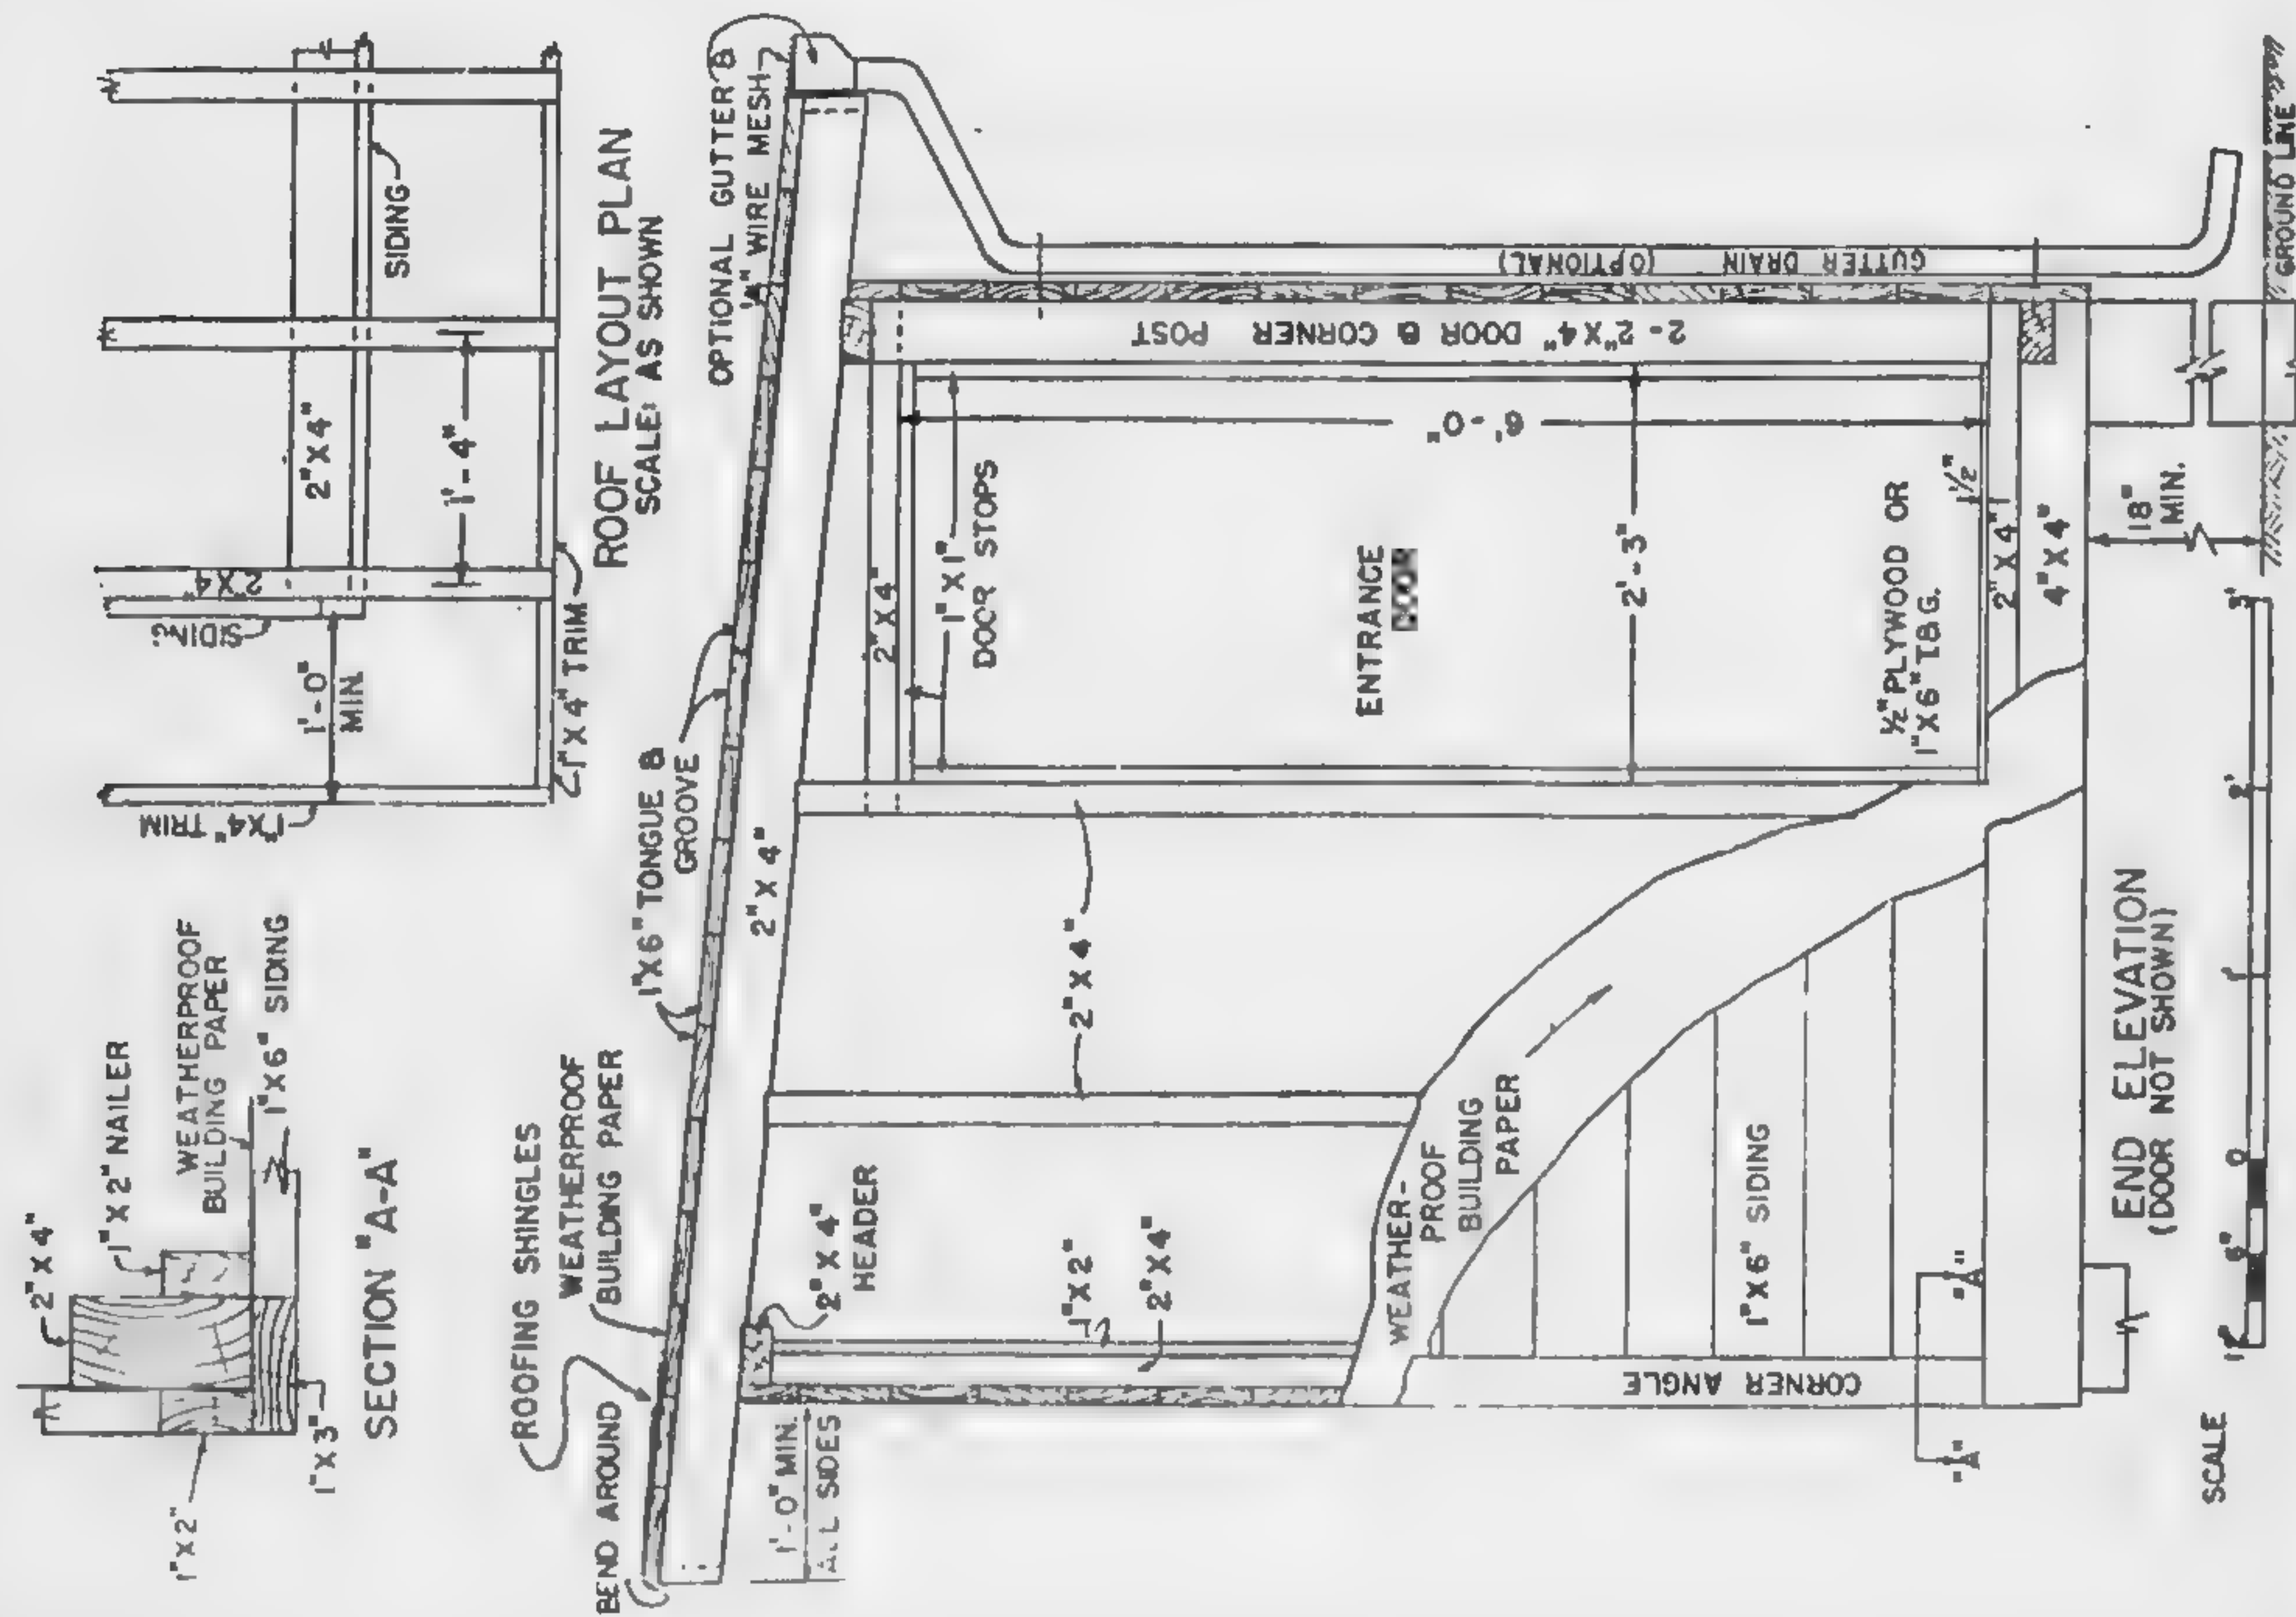 2"X4"
1"X2" NAILER
WEATHERPROOF
BUILDING PAPER
1"X6" SIDING
1"X2"
1"X3"
SECTION "A-A"
1"X4" TRIM
SIDING
2"X4"
1'-0"
MIN
2"X4"
SIDING
1'-4"
1"X4" TRIM
ROOF LAYOUT PLAN
SCALE: AS SHOWN
ROOFING SHINGLES
WEATHERPROOF
BUILDING PAPER
BEND AROUND
1"X6" TONGUE &
GROOVE
OPTIONAL GUTTER &
WIRE MESH
2"X4"
1'-0" MIN.
ALL SIDES
2"X4"
HEADER
2"X4"
1"X1"
DOOR STOPS
2-2"X4" DOOR & CORNER POST
GUTTER DRAIN (OPTIONAL)
2"X4"
1"X2"
2"X4"
6'-0"
ENTRANCE
2'-3"
WEATHER-
PROOF
BUILDING
PAPER
1"X6" SIDING
CORNER ANGLE
½" PLYWOOD OR
1"X6" T.&G.
½"
2"X4"
4"X4"
18"
MIN.
GROUND LINE
"A"
"A"
END ELEVATION
(DOOR NOT SHOWN)
SCALE
1' 6" 0 1' 2' 3'